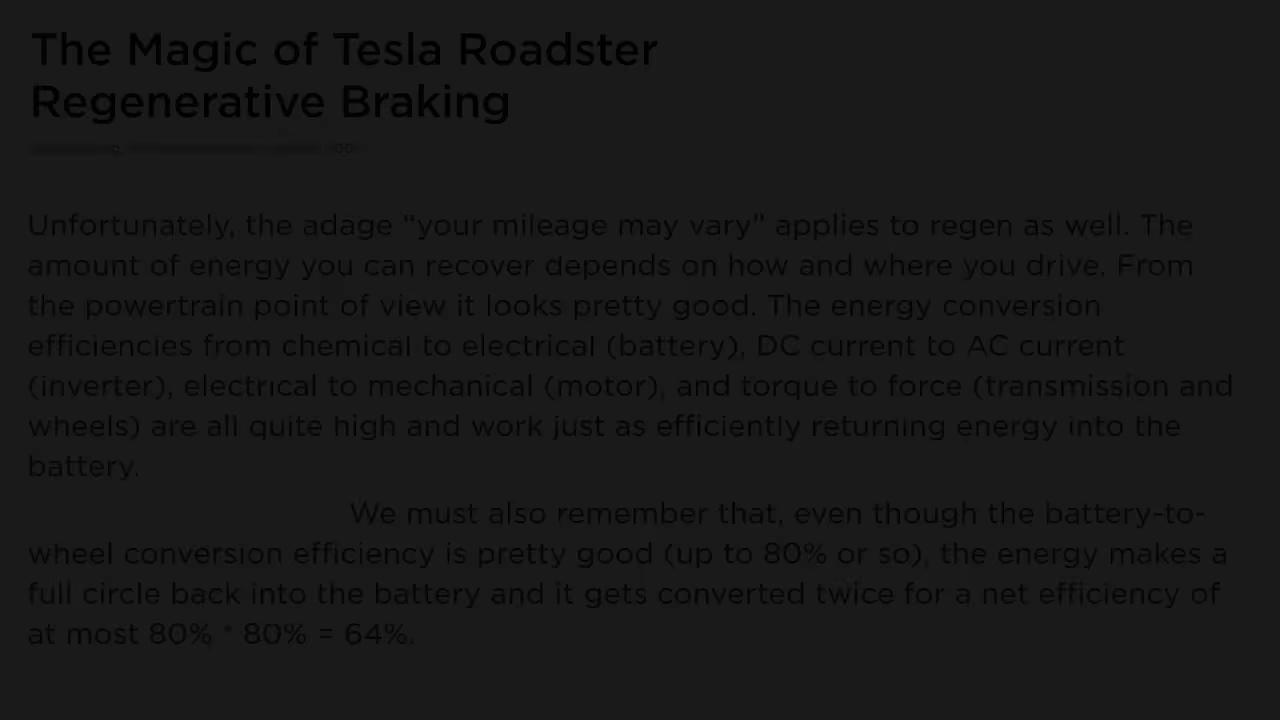 The Magic of Tesla Roadster
Regenerative Braking
Unfortunately, the adage “your mileage may vary” applies to regen as well. The
amount of energy you can recover depends on how and where you drive. From
the powertrain point of view it looks pretty good. The energy conversion
efficiencies from chemical to electrical (battery), DC current to AC current
(inverter), electrical to mechanical (motor), and torque to force (transmission and
wheels) are all quite high and work just as efficiently returning energy into the
battery.
We must also remember that, even though the battery-to-
wheel conversion efficiency is pretty good (up to 80% or so), the energy makes a
full circle back into the battery and it gets converted twice for a net efficiency of
at most 80% * 80% = 64%.